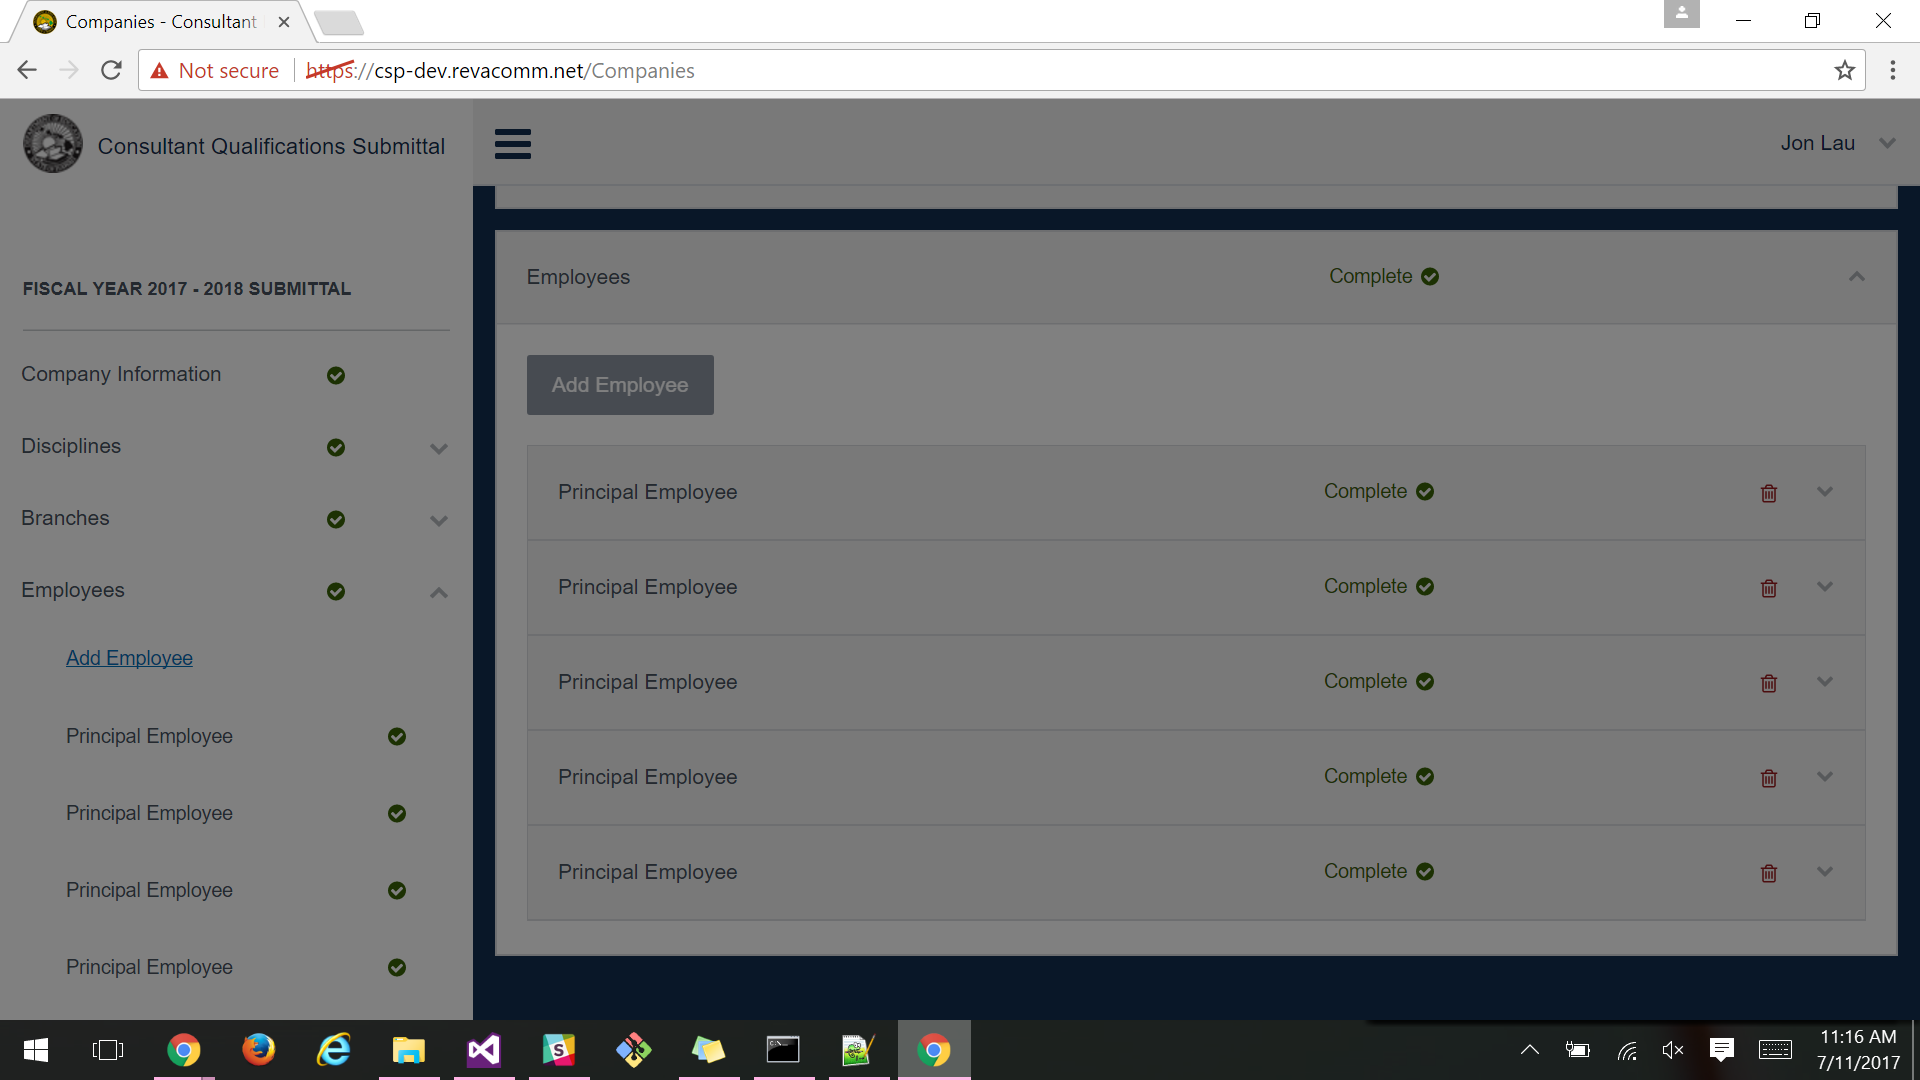 Companies - Consultant
Not secure
https://csp-dev.revacomm.net/Companies
Consultant Qualifications Submittal
Jon Lau
FISCAL YEAR 2017 - 2018 SUBMITTAL
Company Information
Disciplines
Branches
Employees
Add Employee
Principal Employee
Principal Employee
Principal Employee
Principal Employee
Employees
Complete
Add Employee
Principal Employee
Complete
Principal Employee
Complete
Principal Employee
Complete
Principal Employee
Complete
Principal Employee
Complete
11:16 AM
7/11/2017